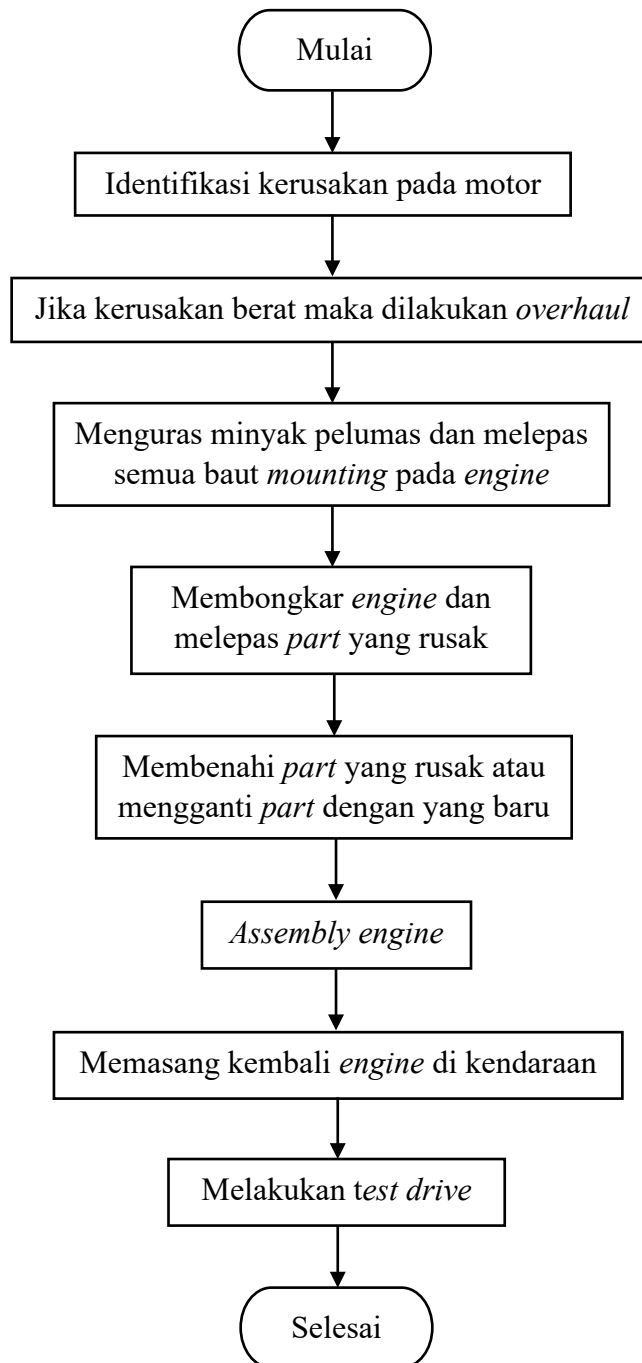 Mulai
Identifikasi kerusakan pada motor
Jika kerusakan berat maka dilakukan overhaul
Menguras minyak pelumas dan melepas
semua baut mounting pada engine
Membongkar engine dan
melepas part yang rusak
Membenahi part yang rusak atau
mengganti part dengan yang baru
Assembly engine
Memasang kembali engine di kendaraan
Melakukan test drive
Selesai